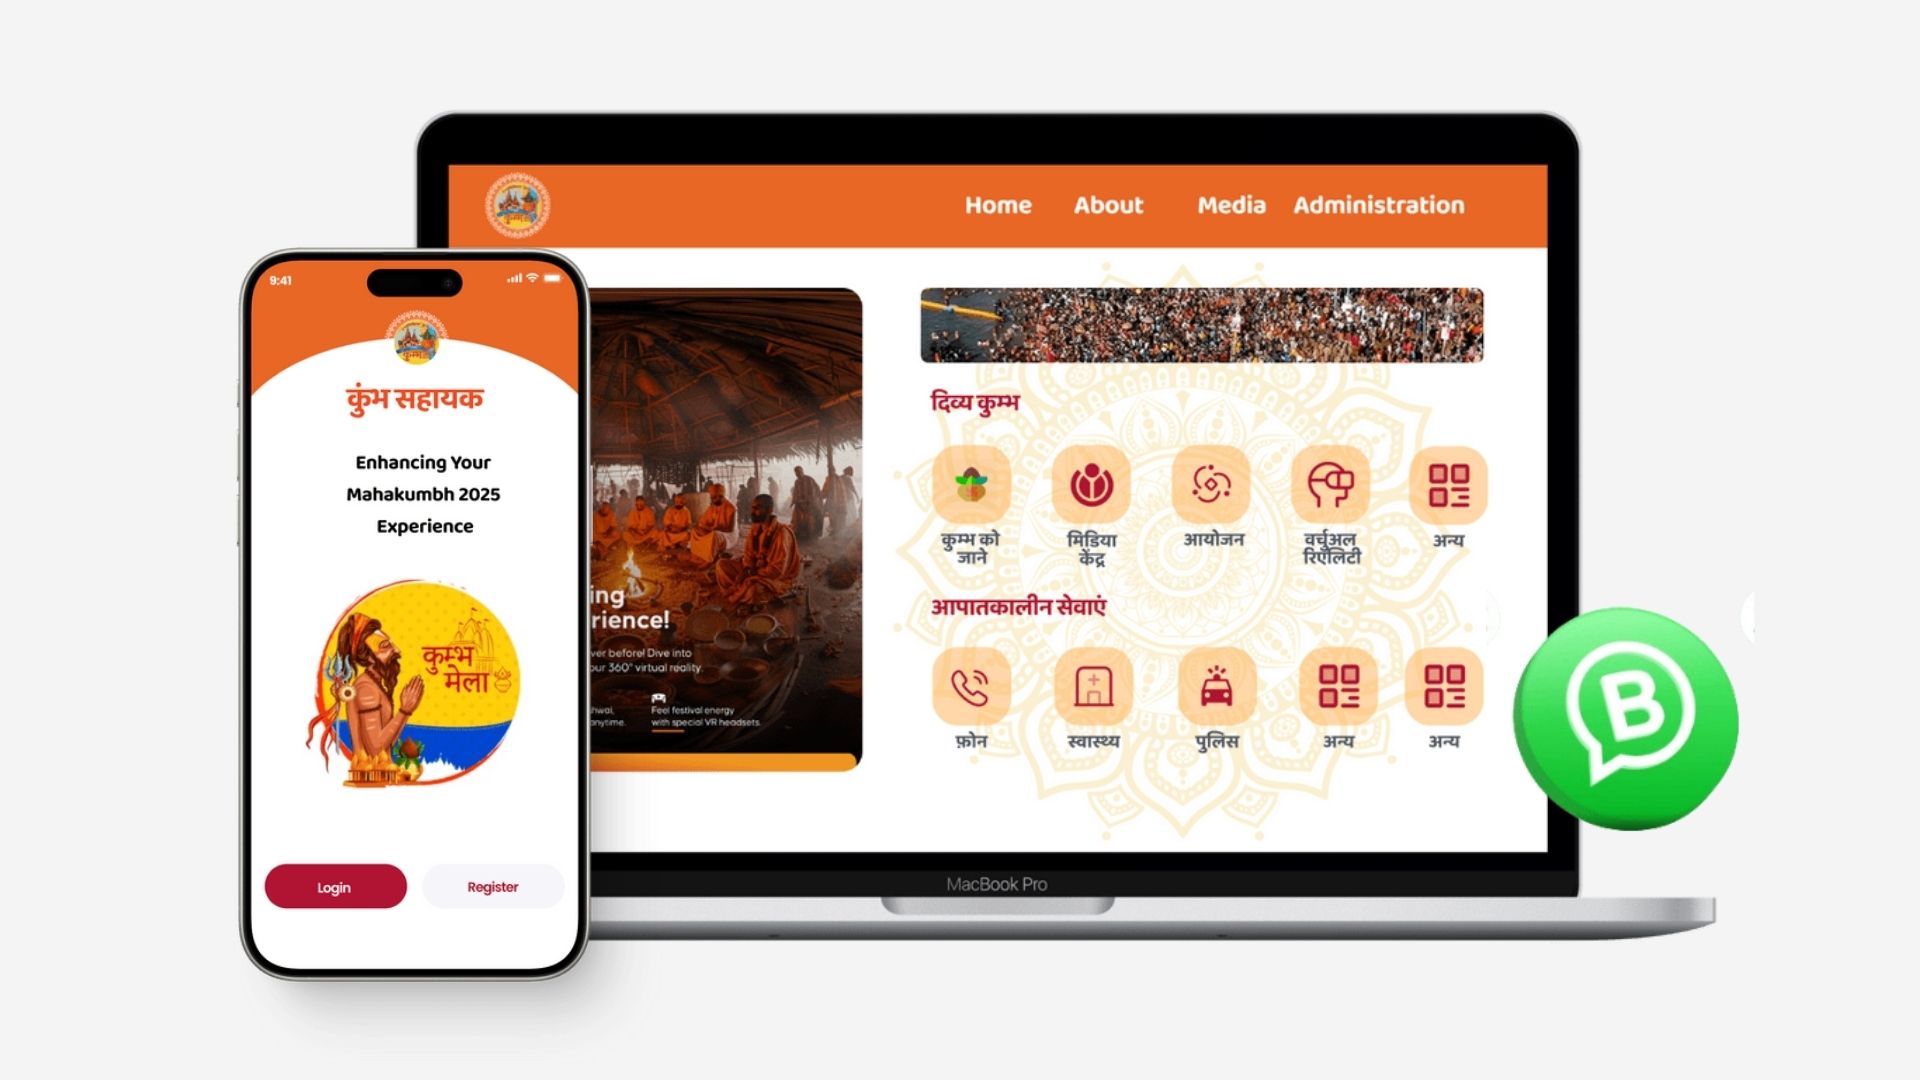 9:41
कुंभ सहायक
Enhancing Your
Mahakumbh 2025
Experience
कुम्भ
मेला
Login
Register
Home About Media Administration
ing
rience!
ver before! Dive into
our 360° virtual reality.
hwal,
anytime.
Feel festival energy
with special VR headsets.
दिव्य कुम्भ
कुम्भ को
जाने
मिडिया
केंद्र
आयोजन
वर्चुअल
रिएलिटी
अन्य
आपातकालीन सेवाएं
फ़ोन
स्वास्थ्य
पुलिस
अन्य
अन्य
MacBook Pro
B